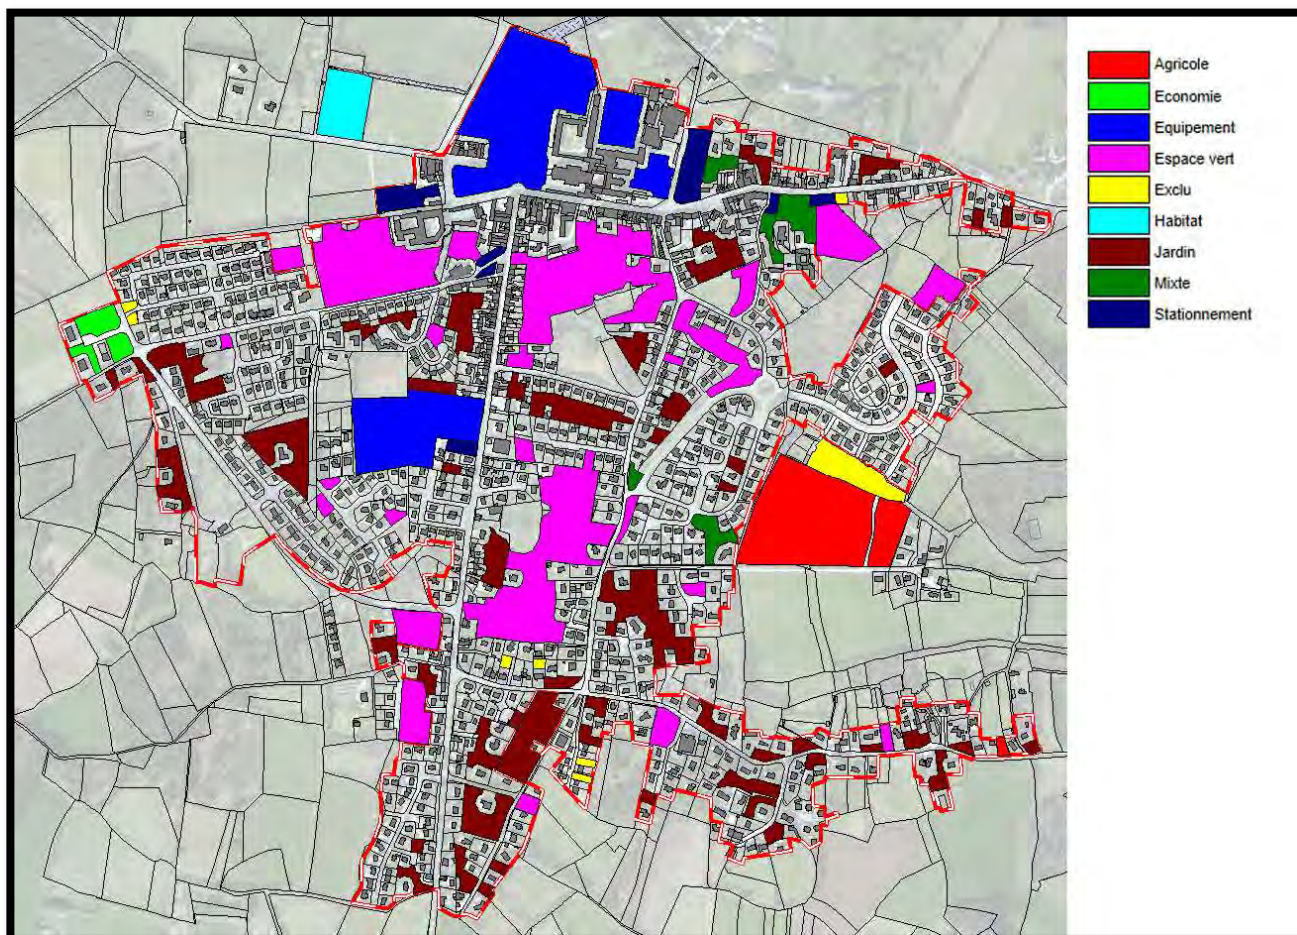 Agricole
Economie
Equipement
Espace vert
Exclu
Habitat
Jardin
Mixte
Stationnement